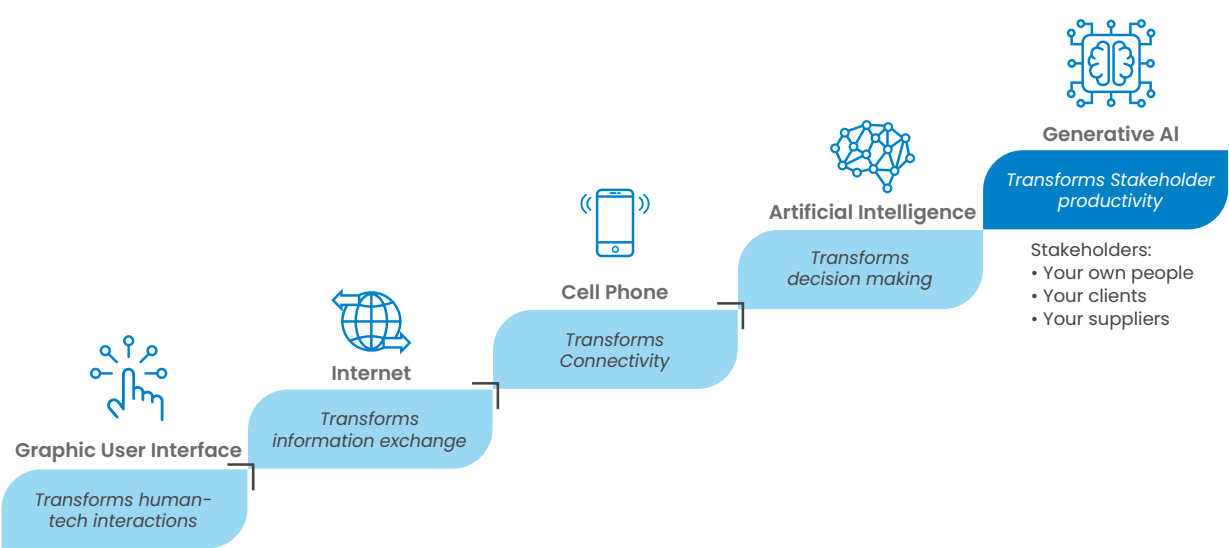 Graphic User Interface
Transforms human-
tech interactions
Internet
Transforms
information exchange
Cell Phone
Transforms
Connectivity
Artificial Intelligence
Transforms
decision making
Generative AI
Transforms Stakeholder
productivity
Stakeholders:
• Your own people
• Your clients
• Your suppliers